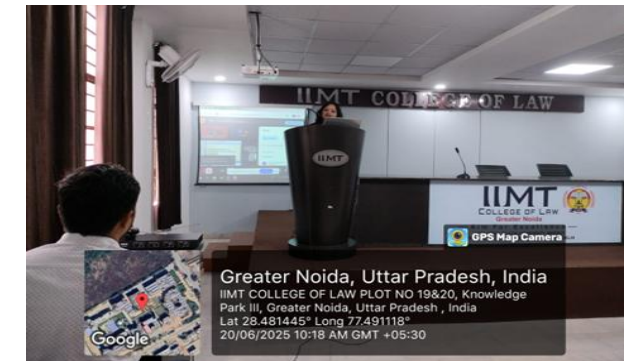 IIMT COLLEGE OF LAW
IIMT
IIMT
COLLEGE OF LAW
Greater Noida
GPS Map Camera
Greater Noida, Uttar Pradesh, India
IIMT COLLEGE OF LAW PLOT NO 19&20, Knowledge
Park III, Greater Noida, Uttar Pradesh , India
Lat 28.481445° Long 77.491118°
20/06/2025 10:18 AM GMT +05:30
Google